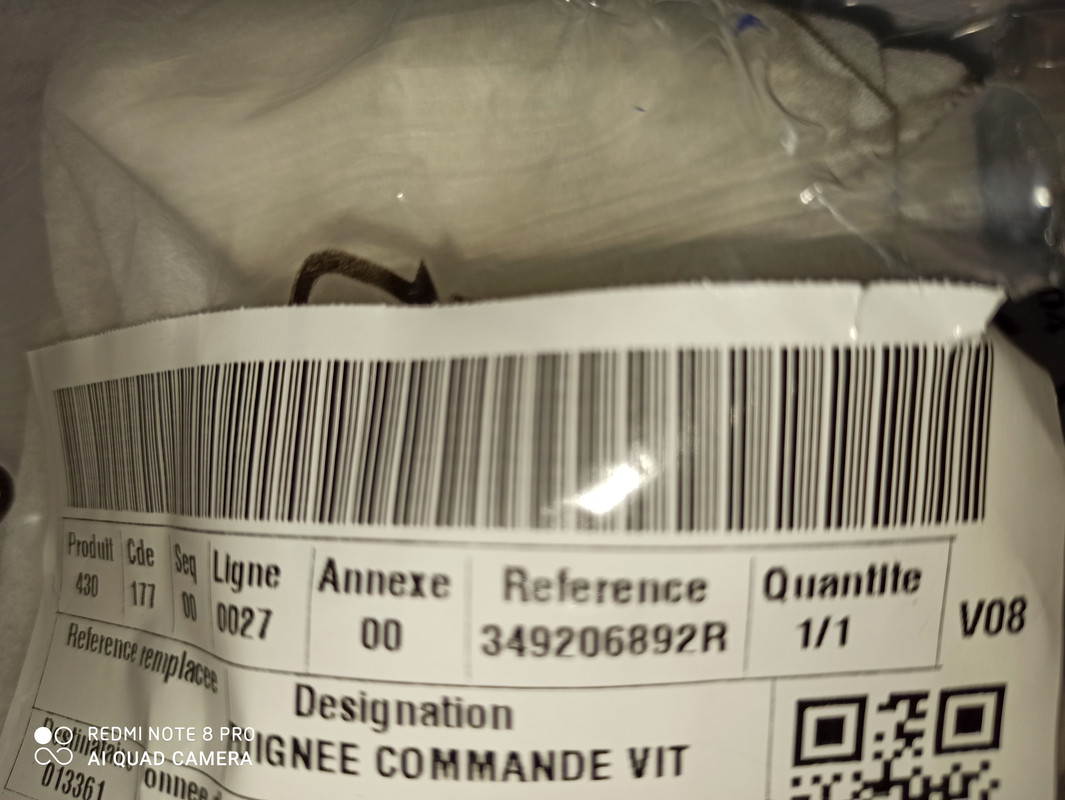 Produit Cde Seq Ligne Annexe Reference Quantite
430 177 00 0027 00 349206892R 1/1 V08
Reference remplacee
Designation
IGNEE COMMANDE VIT
013361
REDMI NOTE 8 PRO
AI QUAD CAMERA